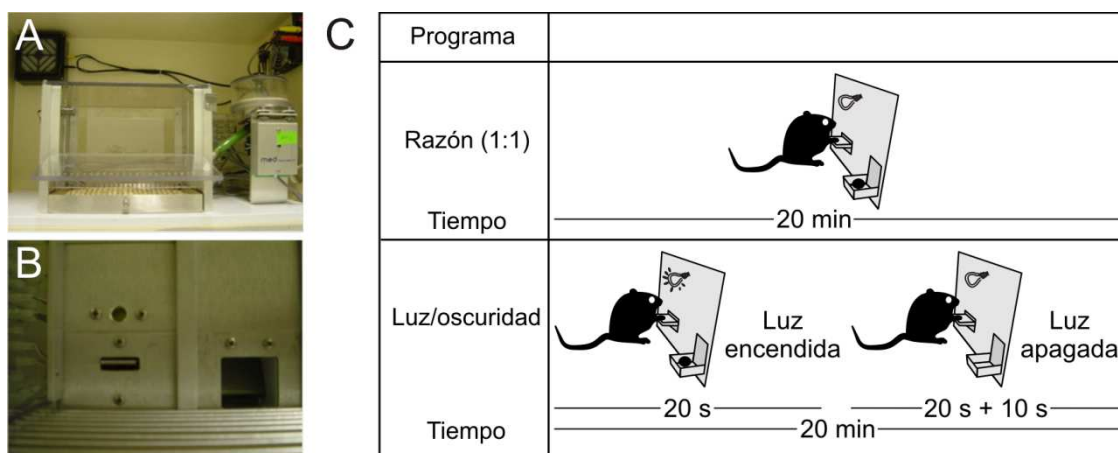 A
B
C
Programa
Razón (1:1)
Tiempo
20 min
Luz/oscuridad
Luz
encendida
Luz
apagada
Tiempo
20 s
20 s + 10 s
20 min
med